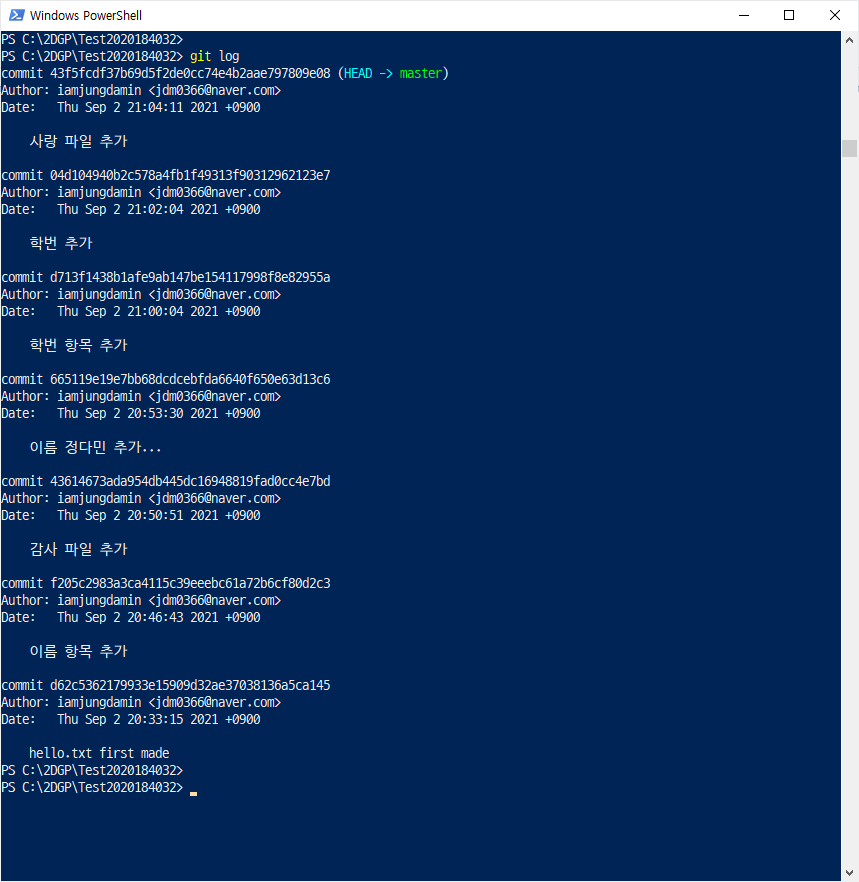 Windows PowerShell
PS C:\2DGP\Test2020184032>
PS C:\2DGP\Test2020184032> git log
commit 43f5fcdf37b69d5f2de0cc74e4b2aae797809e08 (HEAD -> master)
Author: iamjungdamin <jdm0366@naver.com>
Date:   Thu Sep 2 21:04:11 2021 +0900
사랑 파일 추가
commit 04d104940b2c578a4fb1f49313f90312962123e7
Author: iamjungdamin <jdm0366@naver.com>
Date:   Thu Sep 2 21:02:04 2021 +0900
학번 추가
commit d713f1438b1afe9ab147be154117998f8e82955a
Author: iamjungdamin <jdm0366@naver.com>
Date:   Thu Sep 2 21:00:04 2021 +0900
학번 항목 추가
commit 665119e19e7bb68dcdcebfda6640f650e63d13c6
Author: iamjungdamin <jdm0366@naver.com>
Date:   Thu Sep 2 20:53:30 2021 +0900
이름 정다민 추가...
commit 43614673ada954db445dc16948819fad0cc4e7bd
Author: iamjungdamin <jdm0366@naver.com>
Date:   Thu Sep 2 20:50:51 2021 +0900
감사 파일 추가
commit f205c2983a3ca4115c39eeebc61a72b6cf80d2c3
Author: iamjungdamin <jdm0366@naver.com>
Date:   Thu Sep 2 20:46:43 2021 +0900
이름 항목 추가
commit d62c5362179933e15909d32ae37038136a5ca145
Author: iamjungdamin <jdm0366@naver.com>
Date:   Thu Sep 2 20:33:15 2021 +0900
hello.txt first made
PS C:\2DGP\Test2020184032>
PS C:\2DGP\Test2020184032>